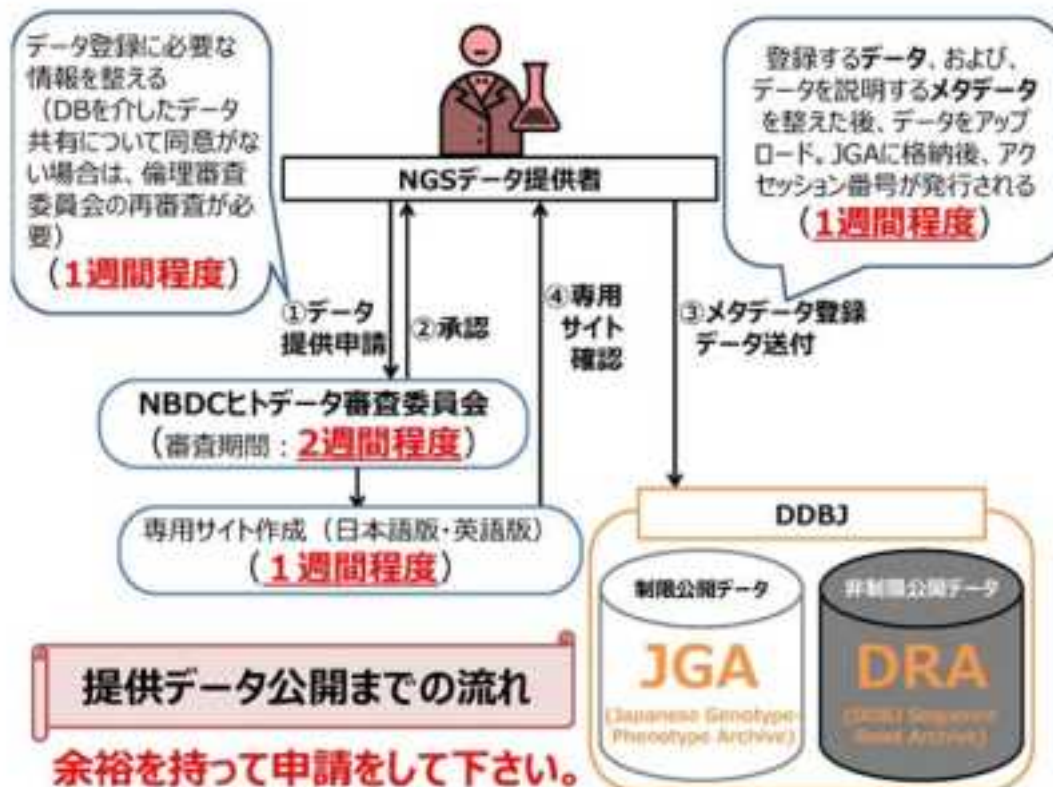 データ登録に必要な
情報を整える
（DBを介したデータ
共有について同意がな
い場合は、倫理審査
委員会の再審査が必
要）
（1週間程度）
登録するデータ、および、
データを説明するメタデータ
を整えた後、データをアップ
ロード。JGAに格納後、アク
セッション番号が発行される
（1週間程度）
NGSデータ提供者
①データ
提供申請
②承認
④専用
サイト
確認
③メタデータ登録
データ送付
NBDCヒトデータ審査委員会
（審査期間：2週間程度）
専用サイト作成（日本語版・英語版）
（1週間程度）
DDBJ
制限公開データ
JGA
(Japanese Genotype-
Phenotype Archive)
非制限公開データ
DRA
(DDBJ Sequence
Read Archive)
提供データ公開までの流れ
余裕を持って申請をして下さい。